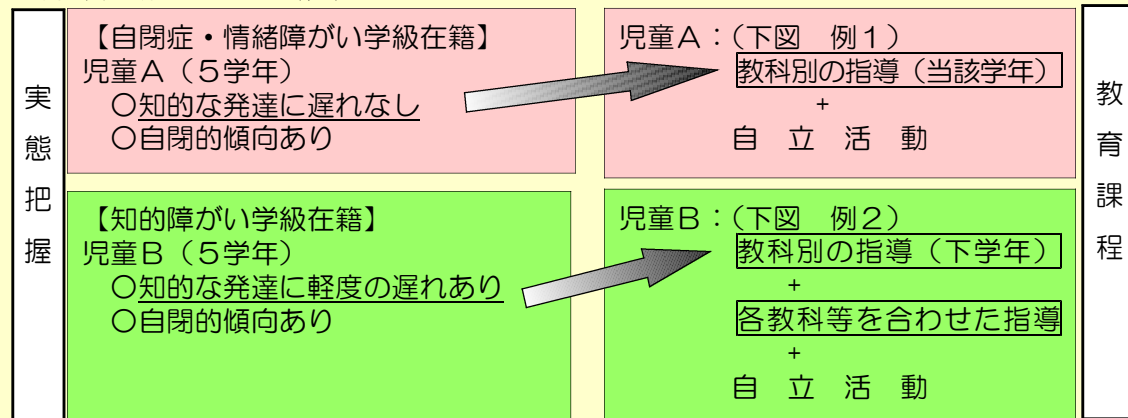 実態把握
【自閉症・情緒障がい学級在籍】
児童A（５学年）
○知的な発達に遅れなし
○自閉的傾向あり
児童A：（下図　例１）
教科別の指導（当該学年）
+
自　立　活　動
【知的障がい学級在籍】
児童B（５学年）
○知的な発達に軽度の遅れあり
○自閉的傾向あり
児童B：（下図　例２）
教科別の指導（下学年）
+
各教科等を合わせた指導
+
自　立　活　動
教育課程